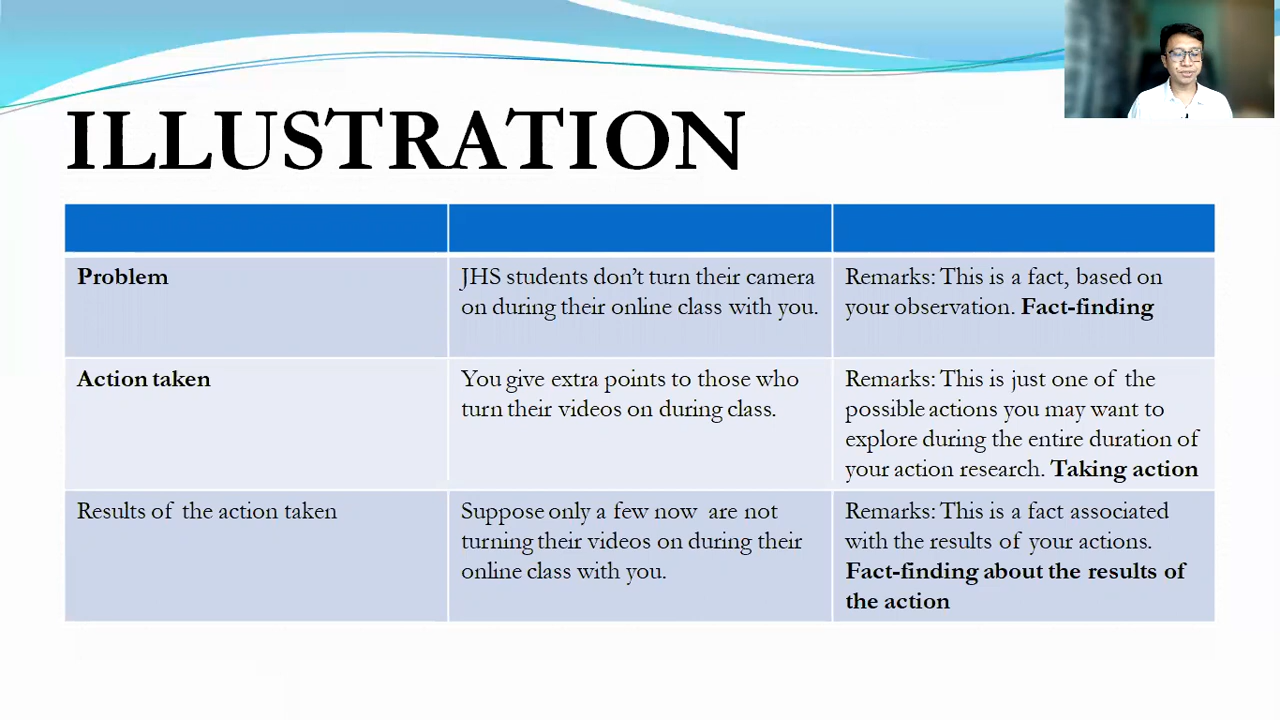 ILLUSTRATION
Problem
JHS students don't turn their camera
on during their online class with you.
Remarks: This is a fact, based on
your observation. Fact-finding
Action taken
You give extra points to those who
turn their videos on during class.
Remarks: This is just one of the
possible actions you may want to
explore during the entire duration of
your action research. Taking action
Results of the action taken
Suppose only a few now are not
turning their videos on during their
online class with you.
Remarks: This is a fact associated
with the results of your actions.
Fact-finding about the results of
the action